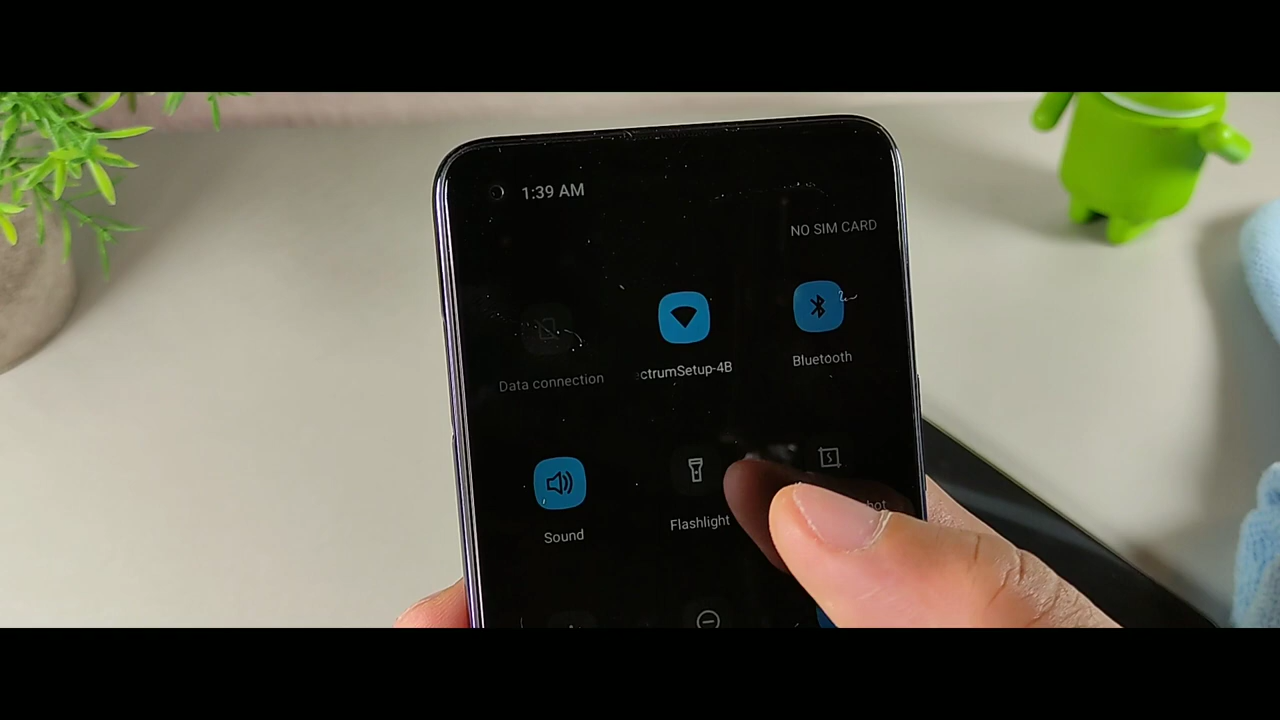 1:39 AM
NO SIM CARD
Data connection
ctrumSetup-4B
Bluetooth
Sound
Flashlight